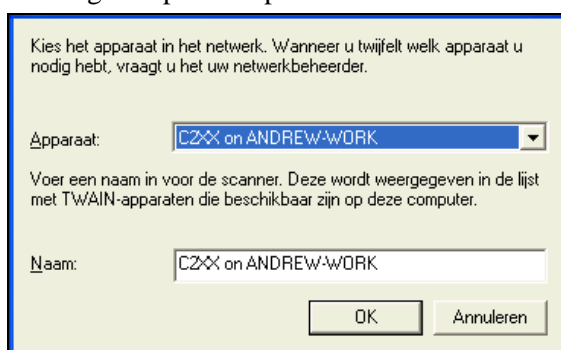 Kies het apparaat in het netwerk. Wanneer u twijfelt welk apparaat u
nodig hebt, vraagt u het uw netwerkbeheerder.
Apparaat: C2XX on ANDREW-WORK
Voer een naam in voor de scanner. Deze wordt weergegeven in de lijst
met TWAIN-apparaten die beschikbaar zijn op deze computer.
Naam: C2XX on ANDREW-WORK
OK Annuleren